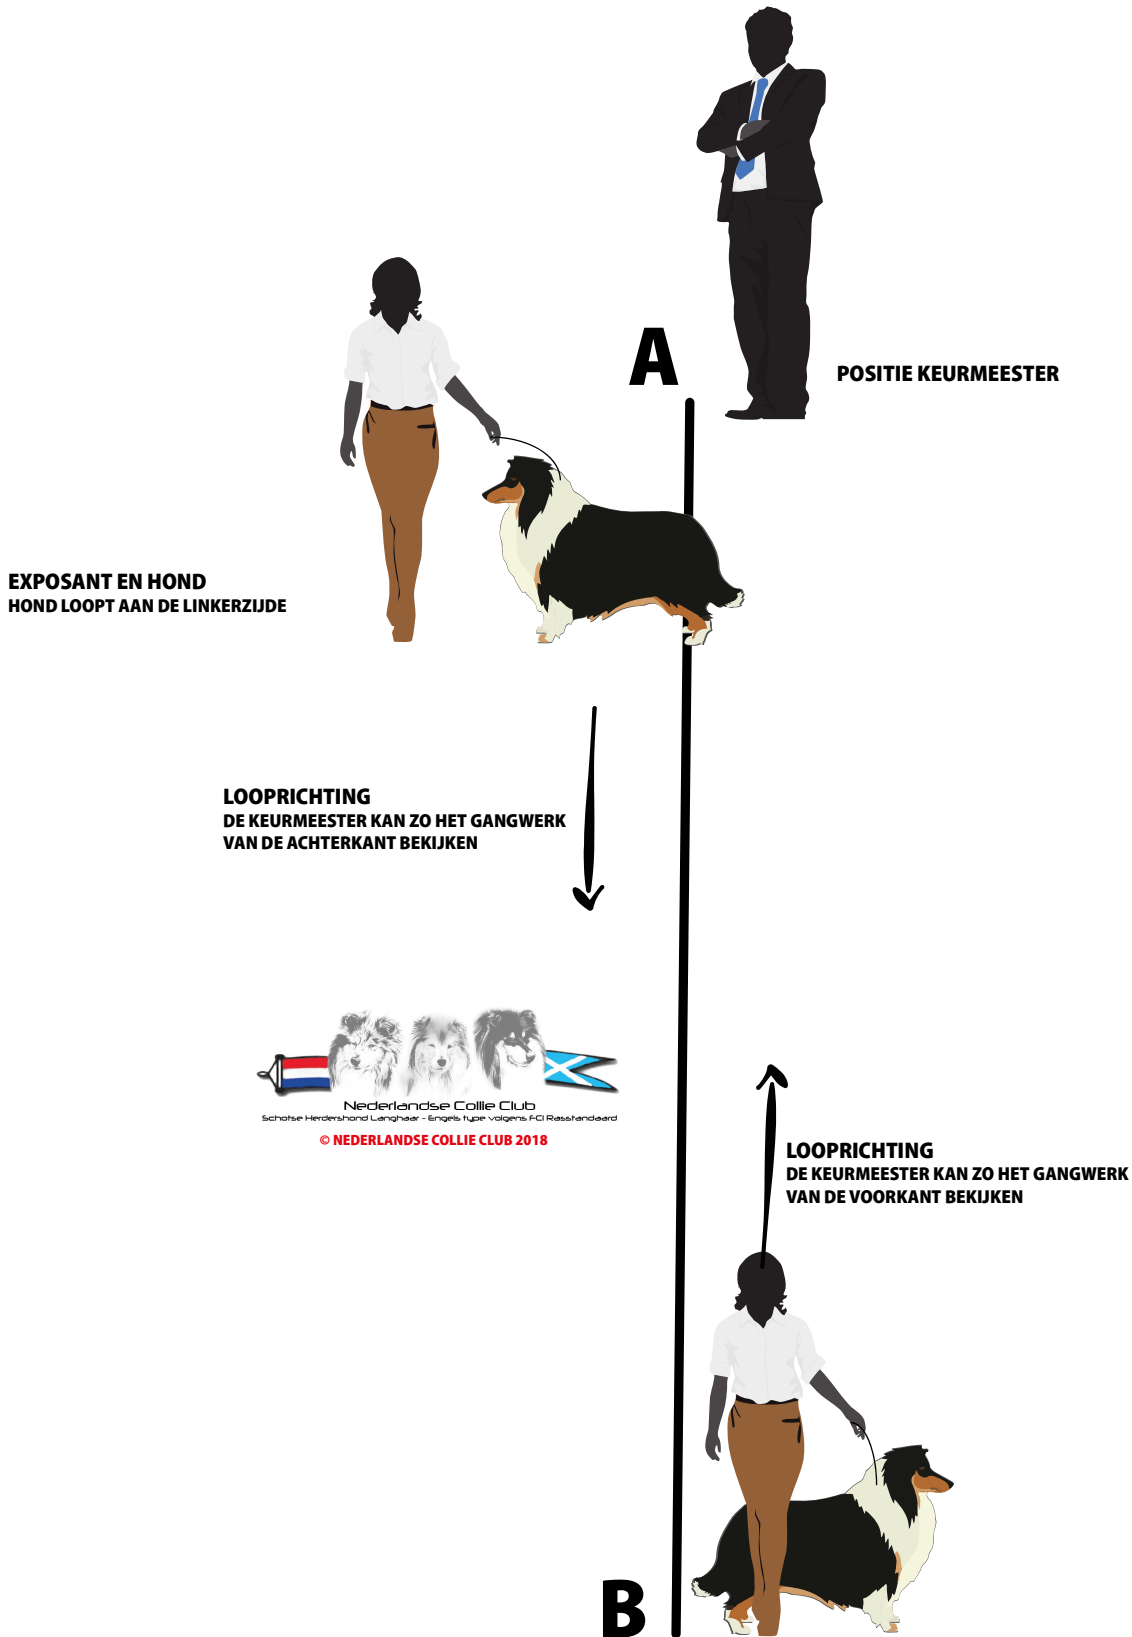 A
POSITIE KEURMEESTER
EXPOSANT EN HOND
HOND LOOPT AAN DE LINKERZIJDE
LOOPRICHTING
DE KEURMEESTER KAN ZO HET GANGWERK
VAN DE ACHTERKANT BEKIJKEN
Nederlandse Collie Club
Schotse Herdershond Langhaar - Engels type volgens FCI Rasstandaard
© NEDERLANDSE COLLIE CLUB 2018
LOOPRICHTING
DE KEURMEESTER KAN ZO HET GANGWERK
VAN DE VOORKANT BEKIJKEN
B